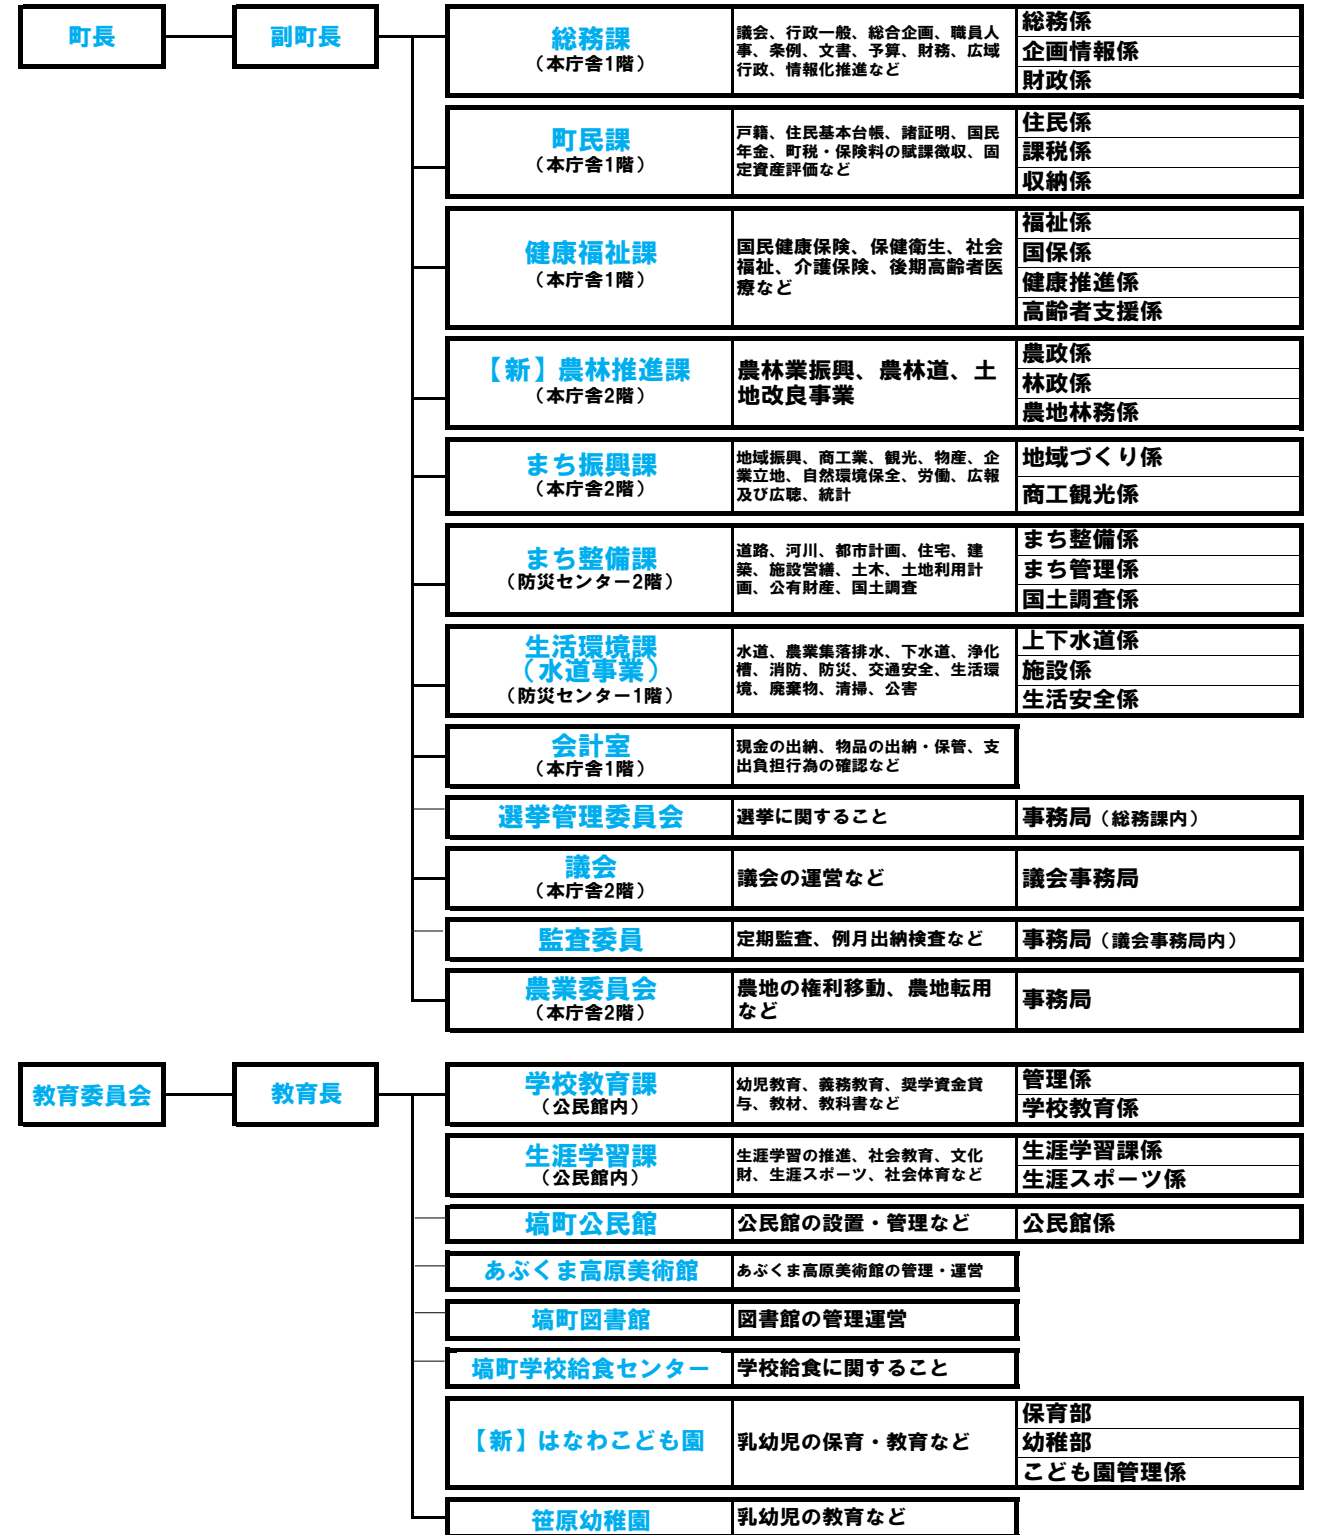 町長
副町長
総務課
（本庁舎1階）
議会、行政一般、総合企画、職員人
事、条例、文書、予算、財務、広域
行政、情報化推進など
総務係
企画情報係
財政係
町民課
（本庁舎1階）
戸籍、住民基本台帳、諸証明、国民
年金、町税・保険料の賦課徴収、固
定資産評価など
住民係
課税係
収納係
健康福祉課
（本庁舎1階）
国民健康保険、保健衛生、社会
福祉、介護保険、後期高齢者医
療など
福祉係
国保係
健康推進係
高齢者支援係
【新】農林推進課
（本庁舎2階）
農林業振興、農林道、土
地改良事業
農政係
林政係
農地林務係
まち振興課
（本庁舎2階）
地域振興、商工業、観光、物産、企
業立地、自然環境保全、労働、広報
及び広聴、統計
地域づくり係
商工観光係
まち整備課
（防災センター2階）
道路、河川、都市計画、住宅、建
築、施設営繕、土木、土地利用計
画、公有財産、国土調査
まち整備係
まち管理係
国土調査係
生活環境課
（水道事業）
（防災センター1階）
水道、農業集落排水、下水道、浄化
槽、消防、防災、交通安全、生活環
境、廃棄物、清掃、公害
上下水道係
施設係
生活安全係
会計室
（本庁舎1階）
現金の出納、物品の出納・保管、支
出負担行為の確認など
選挙管理委員会
選挙に関すること
事務局（総務課内）
議会
（本庁舎2階）
議会の運営など
議会事務局
監査委員
定期監査、例月出納検査など
事務局（議会事務局内）
農業委員会
（本庁舎2階）
農地の権利移動、農地転用
など
事務局
教育委員会
教育長
学校教育課
（公民館内）
幼児教育、義務教育、奨学資金貸
与、教材、教科書など
管理係
学校教育係
生涯学習課
（公民館内）
生涯学習の推進、社会教育、文化
財、生涯スポーツ、社会体育など
生涯学習課係
生涯スポーツ係
塙町公民館
公民館の設置・管理など
公民館係
あぶくま高原美術館
あぶくま高原美術館の管理・運営
塙町図書館
図書館の管理運営
塙町学校給食センター
学校給食に関すること
【新】はなわこども園
乳幼児の保育・教育など
保育部
幼稚部
こども園管理係
笹原幼稚園
乳幼児の教育など